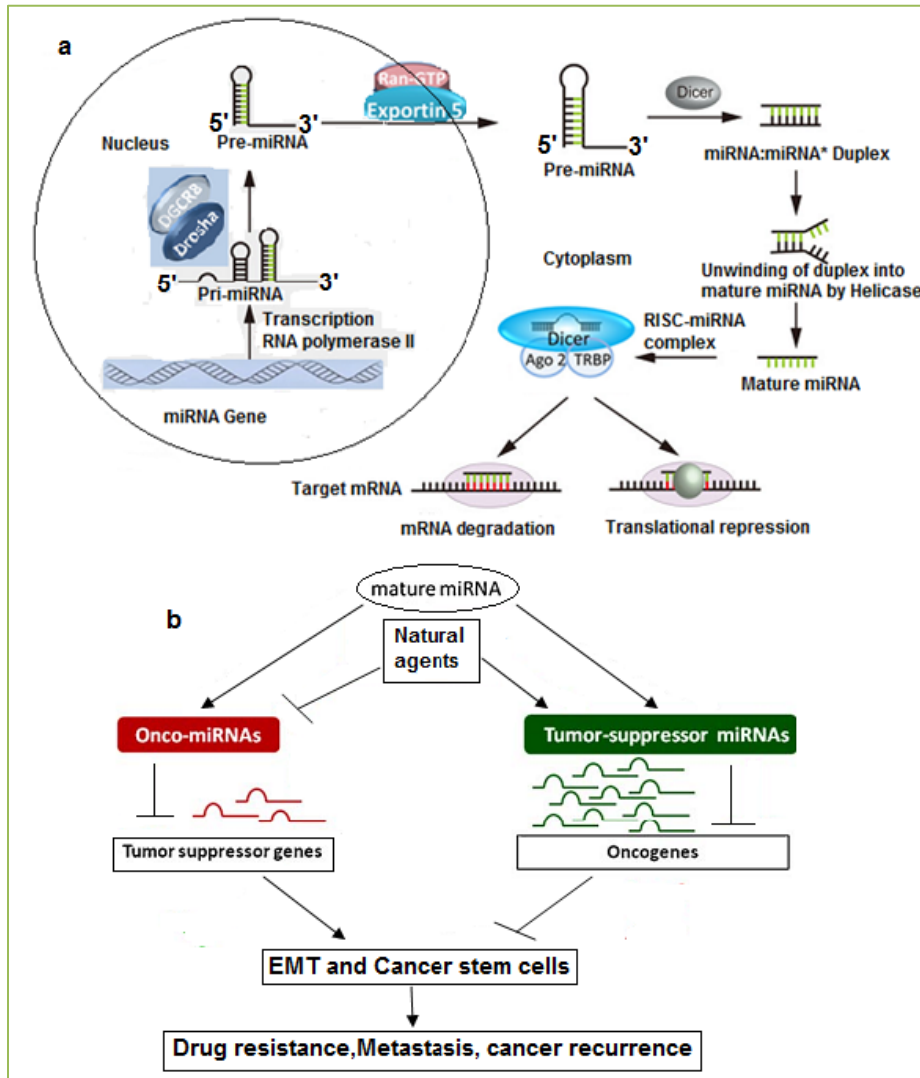 a
Ran-GTP
Exportin 5
Dicer
5'
3'
Pre-miRNA
Nucleus
5'
3'
Pre-miRNA
miRNA:miRNA* Duplex
DGCR8
Drosha
Cytoplasm
Unwinding of duplex into
mature miRNA by Helicase
5'
3'
Pri-miRNA
Transcription
RNA polymerase II
RISC-miRNA
complex
Dicer
Ago 2
TRBP
Mature miRNA
miRNA Gene
Target mRNA
mRNA degradation
Translational repression
mature miRNA
b
Natural
agents
Onco-miRNAs
Tumor-suppressor miRNAs
Tumor suppressor genes
Oncogenes
EMT and Cancer stem cells
Drug resistance,Metastasis, cancer recurrence